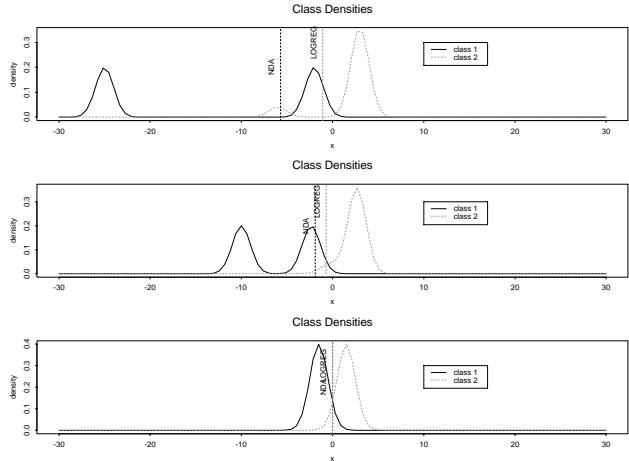 Class Densities
density
0.0 0.1 0.2 0.3
NDA
LOGREG
class 1
class 2
-30 -20 -10 0 10 20 30
x
Class Densities
density
0.0 0.1 0.2 0.3
NDA
LOGREG
class 1
class 2
-30 -20 -10 0 10 20 30
x
Class Densities
density
0.0 0.1 0.2 0.3 0.4
NDA
LOGREG
class 1
class 2
-30 -20 -10 0 10 20 30
x